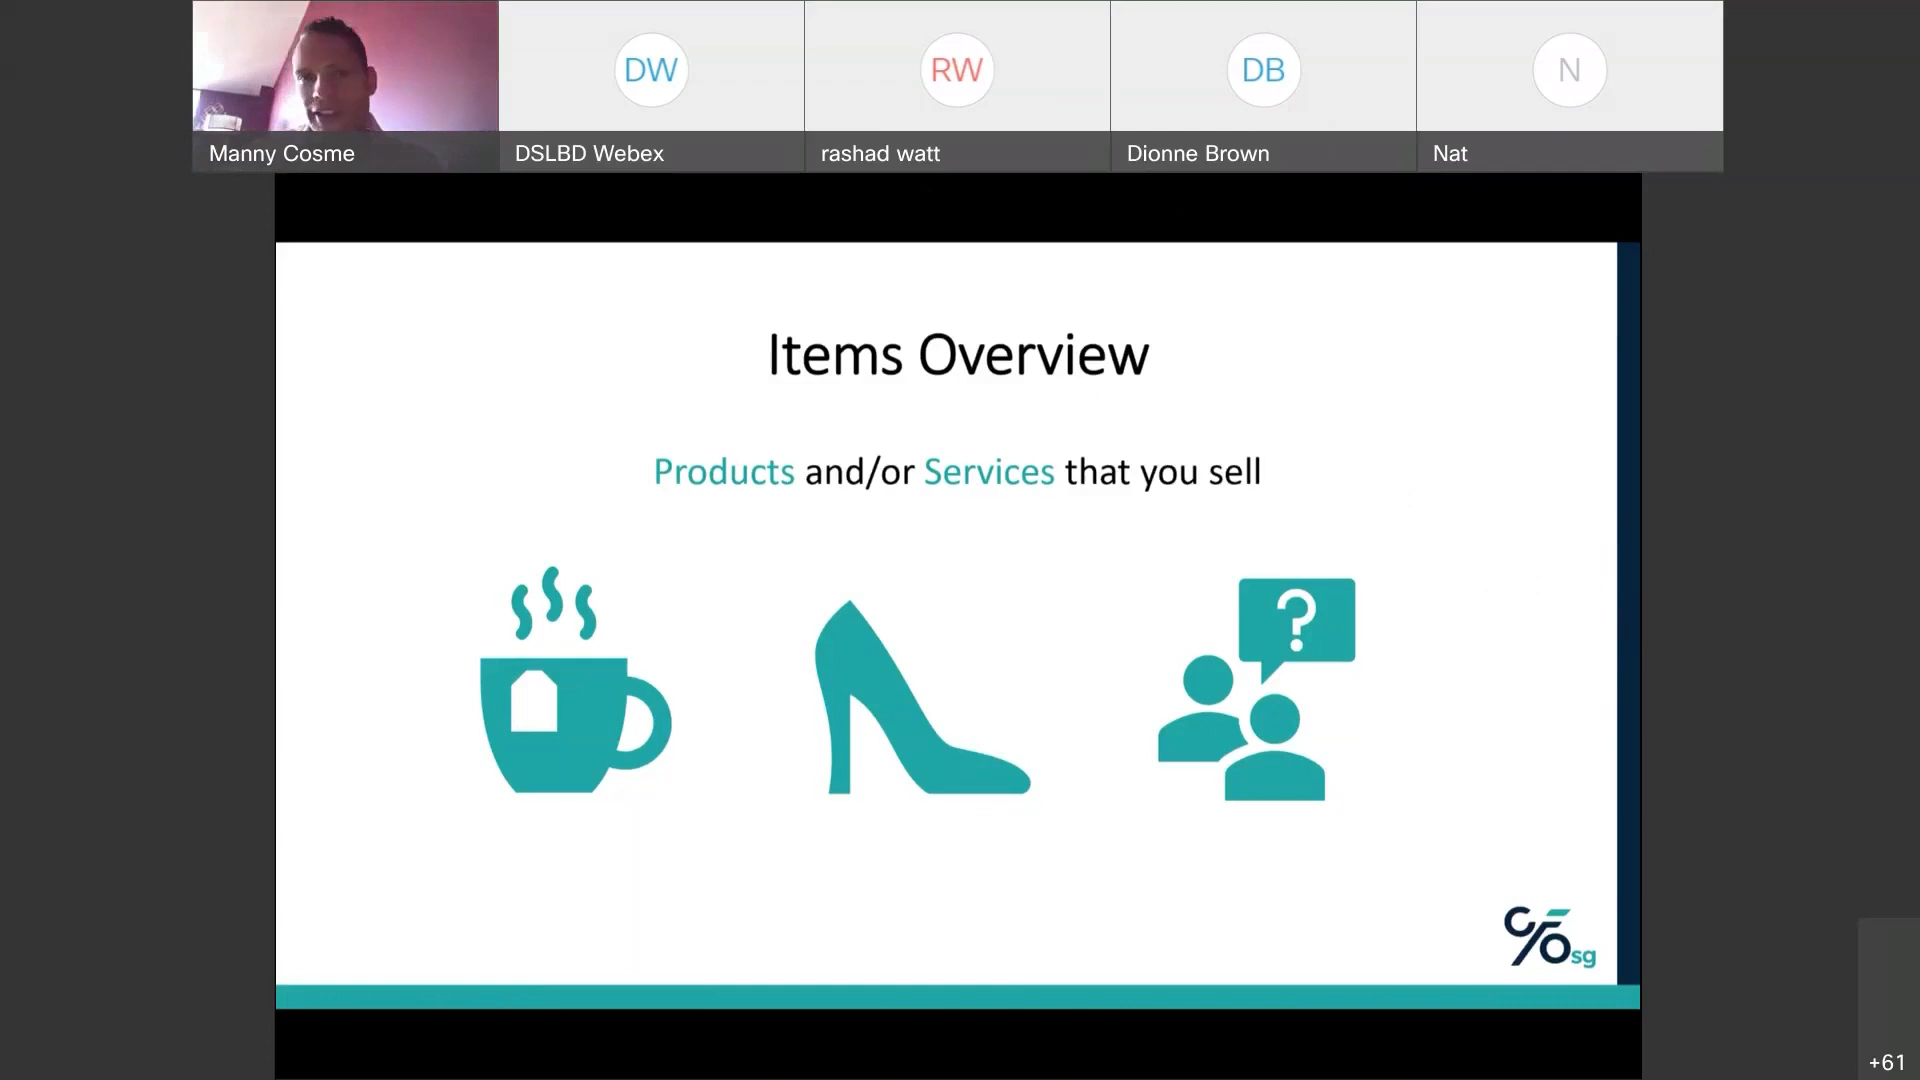 DW
RW
DB
N
Manny Cosme
DSLBD Webex
rashad watt
Dionne Brown
Nat
Items Overview
Products and/or Services that you sell
?
CFO sg
+61